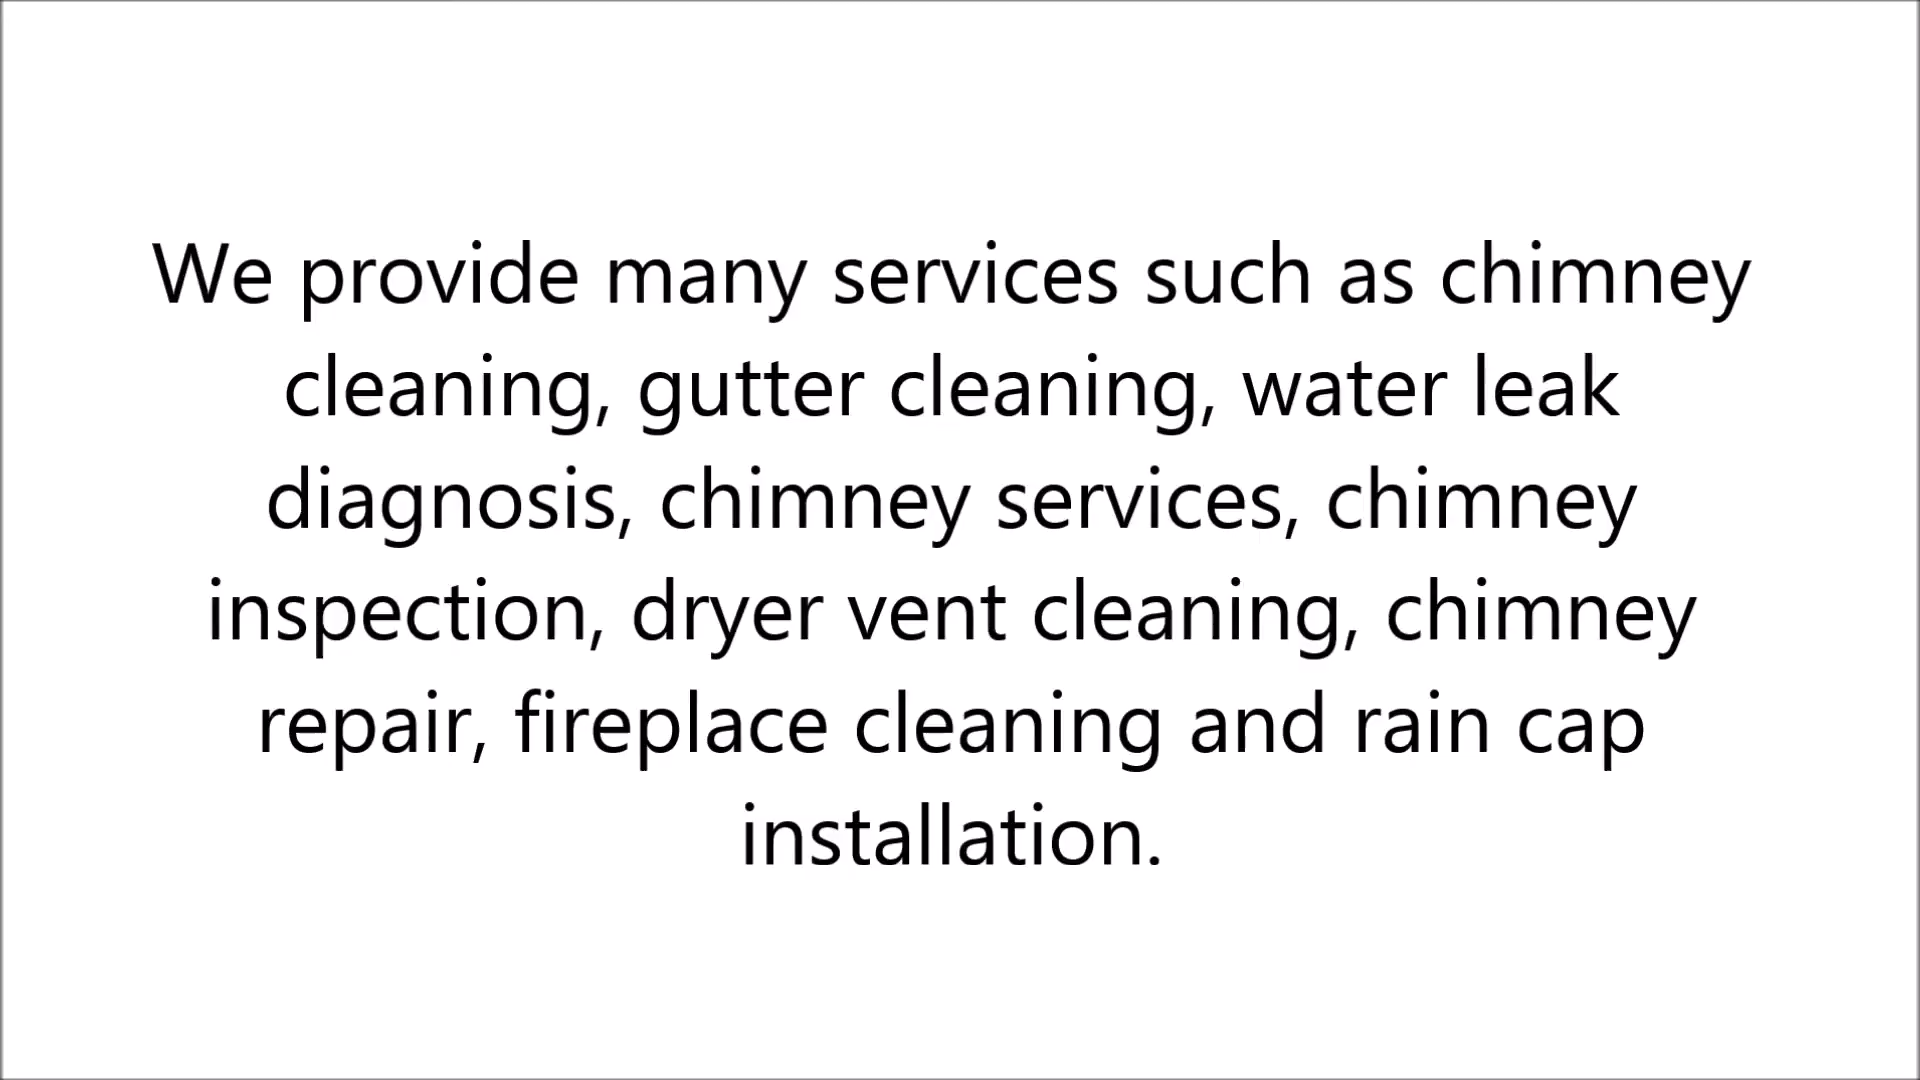 We provide many services such as chimney
cleaning, gutter cleaning, water leak
diagnosis, chimney services, chimney
inspection, dryer vent cleaning, chimney
repair, fireplace cleaning and rain cap
installation.